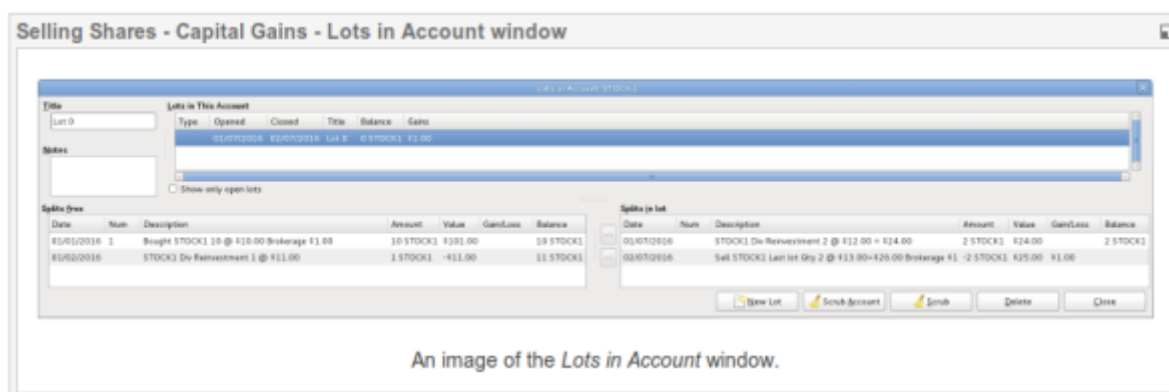 Selling Shares - Capital Gains - Lots in Account window
Lots in Account STOCK1
Title
Lot 0
Notes
Lots in This Account
Type Opened Closed Title Balance Gains
01/07/2016 02/07/2016 Lot 0 0 STOCK1 $1.00
Show only open lots
Splits free
Date Num Description Amount Value Gain/Loss Balance
01/01/2016 1 Bought STOCK1 10 @ $10.00 Brokerage $1.00 10 STOCK1 $101.00 10 STOCK1
01/02/2016 STOCK1 Div Reinvestment 1 @ $11.00 1 STOCK1 -$11.00 11 STOCK1
>>
<<
Splits in lot
Date Num Description Amount Value Gain/Loss Balance
01/07/2016 STOCK1 Div Reinvestment 2 @ $12.00 = $24.00 2 STOCK1 $24.00 2 STOCK1
02/07/2016 Sell STOCK1 Last lot Qty 2 @ $13.00=$26.00 Brokerage $1 -2 STOCK1 $25.00 $1.00
New Lot Scrub Account Scrub Delete Close
An image of the Lots in Account window.